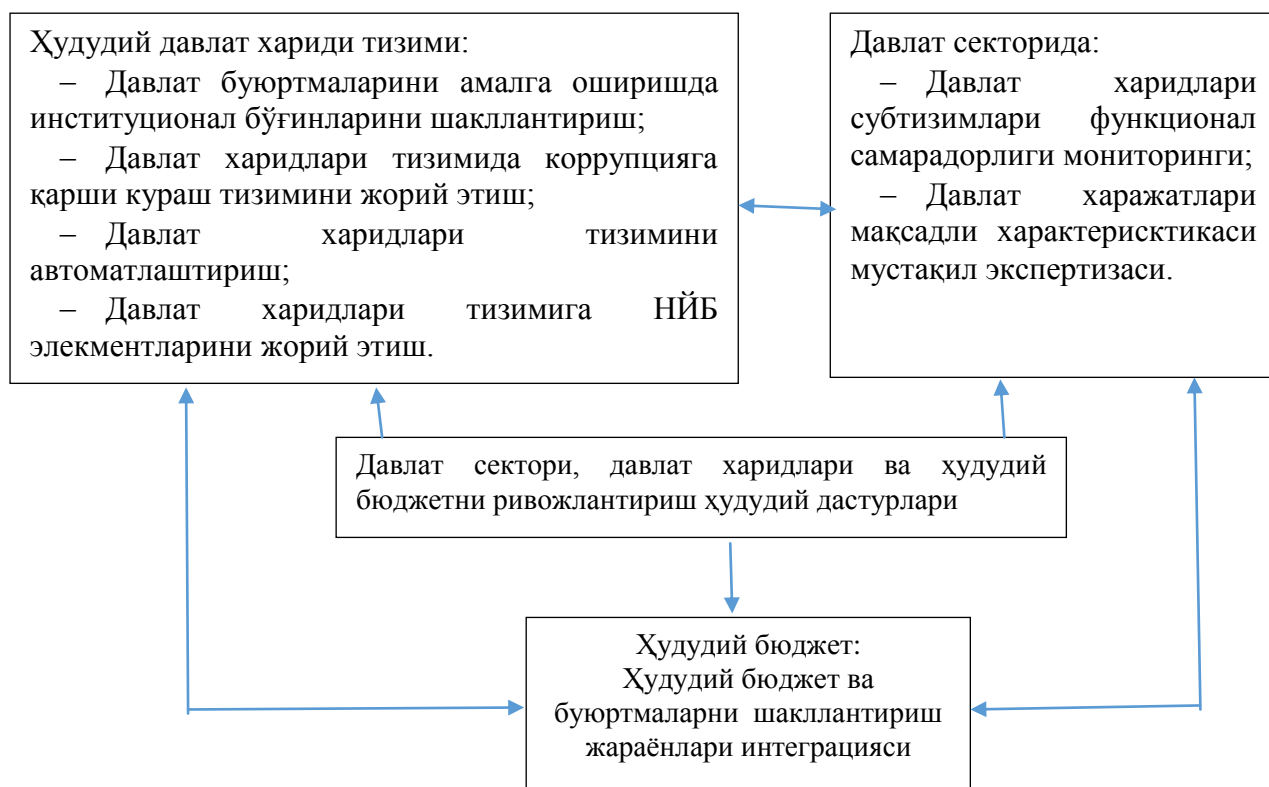 Ҳудудий давлат хариди тизими:
– Давлат буюртмаларини амалга оширишда
институционал бўғинларини шакллантириш;
– Давлат харидлари тизимида коррупцияга
қарши кураш тизимини жорий этиш;
– Давлат харидлари тизимини
автоматлаштириш;
– Давлат харидлари тизимига НЙБ
элекментларини жорий этиш.
Давлат секторида:
– Давлат харидлари
субтизимлари функционал
самарадорлиги мониторинги;
– Давлат харажатлари
мақсадли характерисктикаси
мустақил экспертизаси.
Давлат сектори, давлат харидлари ва ҳудудий
бюджетни ривожлантириш ҳудудий дастурлари
Ҳудудий бюджет:
Ҳудудий бюджет ва
буюртмаларни шакллантириш
жараёнлари интеграцияси